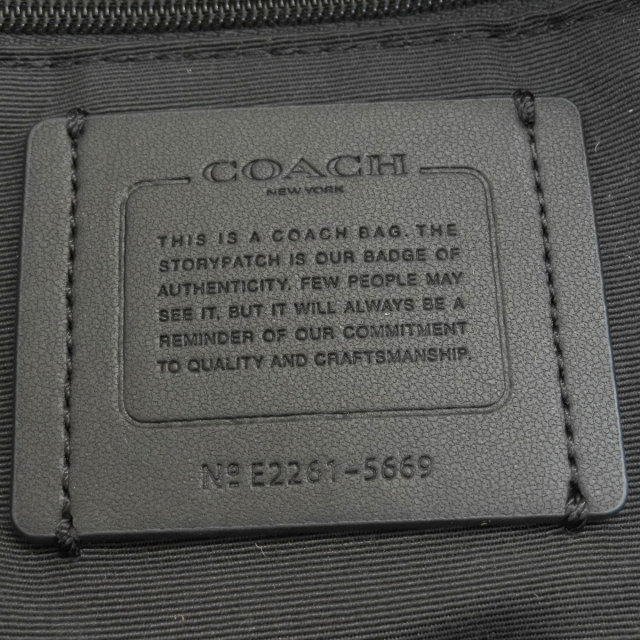 COACH
NEW YORK
THIS IS A COACH BAG. THE
STORYPATCH IS OUR BADGE OF
AUTHENTICITY. FEW PEOPLE MAY
SEE IT, BUT IT WILL ALWAYS BE A
REMINDER OF OUR COMMITMENT
TO QUALITY AND CRAFTSMANSHIP.
Nº E2261-5669